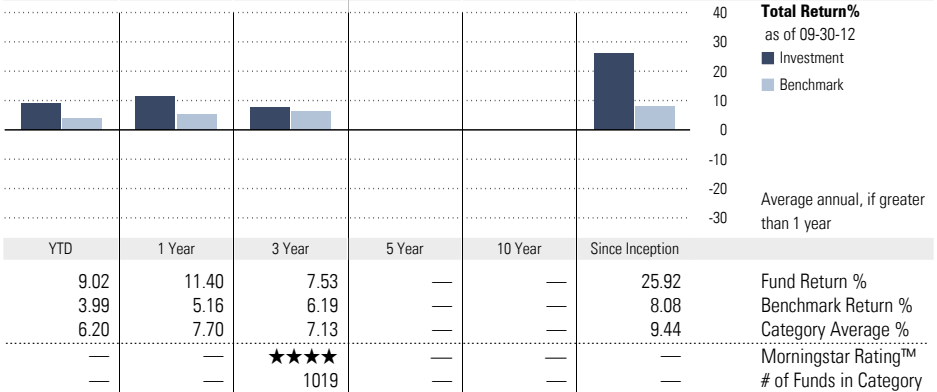 40
30
20
10
0
-10
-20
-30
Total Return%
as of 09-30-12
Investment
Benchmark
Average annual, if greater
than 1 year
YTD 1 Year 3 Year 5 Year 10 Year Since Inception
9.02 11.40 7.53 — — 25.92 Fund Return %
3.99 5.16 6.19 — — 8.08 Benchmark Return %
6.20 7.70 7.13 — — 9.44 Category Average %
— — ★★★★ — — — Morningstar Rating™
— — 1019 — — — # of Funds in Category